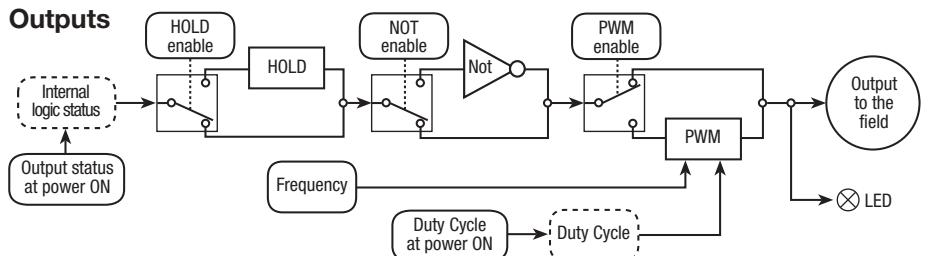 Outputs
HOLD
enable
NOT
enable
PWM
enable
HOLD
Not
Internal
logic status
Output
to the
field
Output status
at power ON
PWM
Frequency
LED
Duty Cycle
at power ON
Duty Cycle